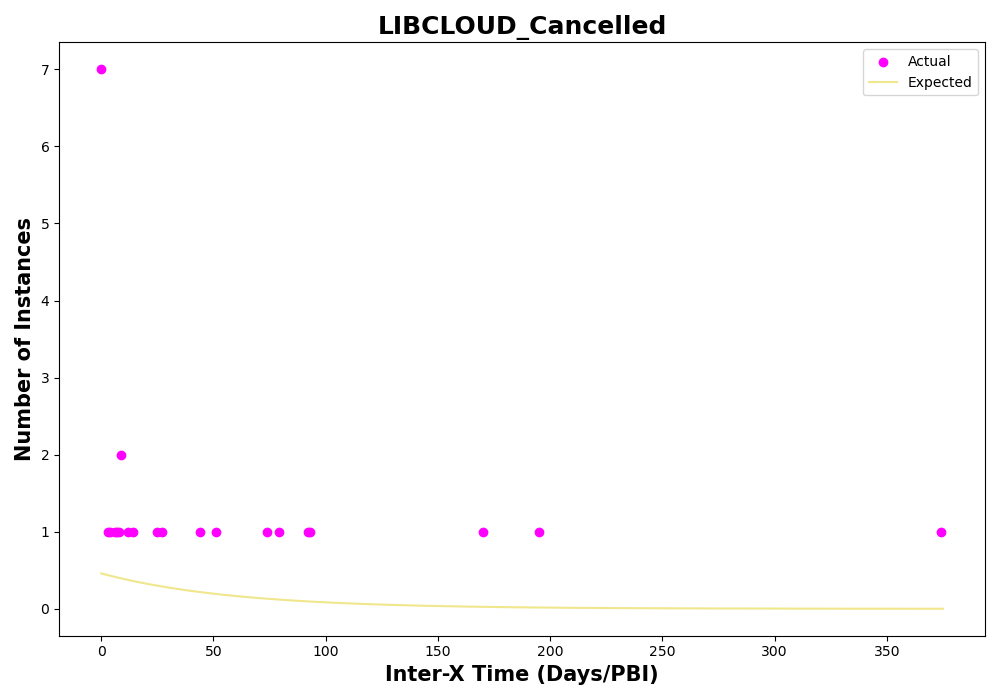 LIBCLOUD_Cancelled
Actual
Expected
Number of Instances
7
6
5
4
3
2
1
0
0 50 100 150 200 250 300 350
Inter-X Time (Days/PBI)